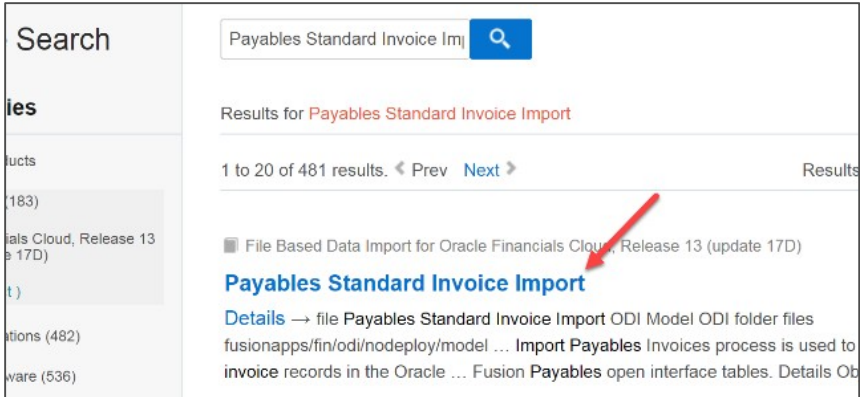 Search
Payables Standard Invoice Im
ies
Results for Payables Standard Invoice Import
ducts
1 to 20 of 481 results. Prev Next Results
(183)
ials Cloud, Release 13
e 17D)
File Based Data Import for Oracle Financials Cloud, Release 13 (update 17D)
t )
Payables Standard Invoice Import
Details → file Payables Standard Invoice Import ODI Model ODI folder files
ations (482)
fusionapps/fin/odi/nodeploy/model ... Import Payables Invoices process is used to
ware (536)
invoice records in the Oracle ... Fusion Payables open interface tables. Details Ob